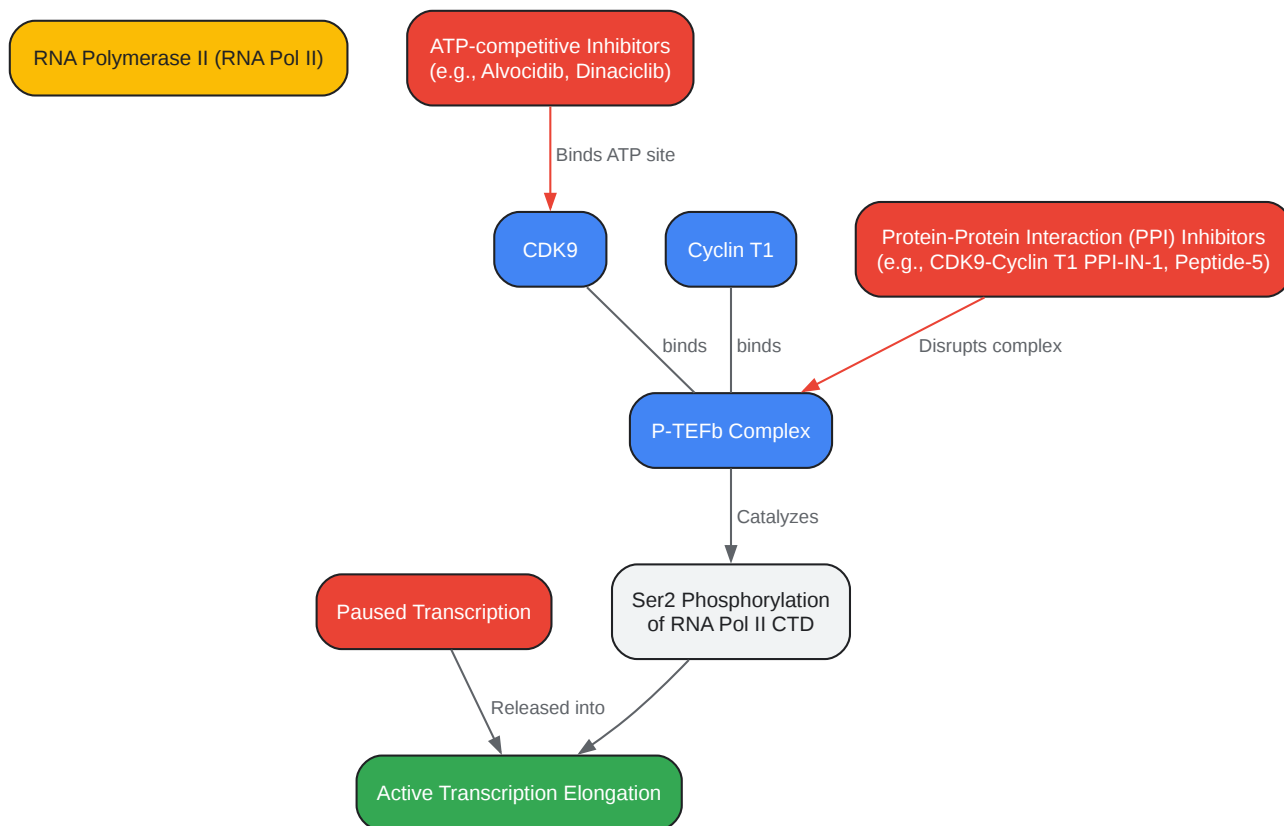 RNA Polymerase II (RNA Pol II)
ATP-competitive Inhibitors
(e.g., Alvocidib, Dinaciclib)
Binds ATP site
CDK9
Cyclin T1
Protein-Protein Interaction (PPI) Inhibitors
(e.g., CDK9-Cyclin T1 PPI-IN-1, Peptide-5)
binds
binds
Disrupts complex
P-TEFb Complex
Catalyzes
Paused Transcription
Ser2 Phosphorylation
of RNA Pol II CTD
Released into
Active Transcription Elongation